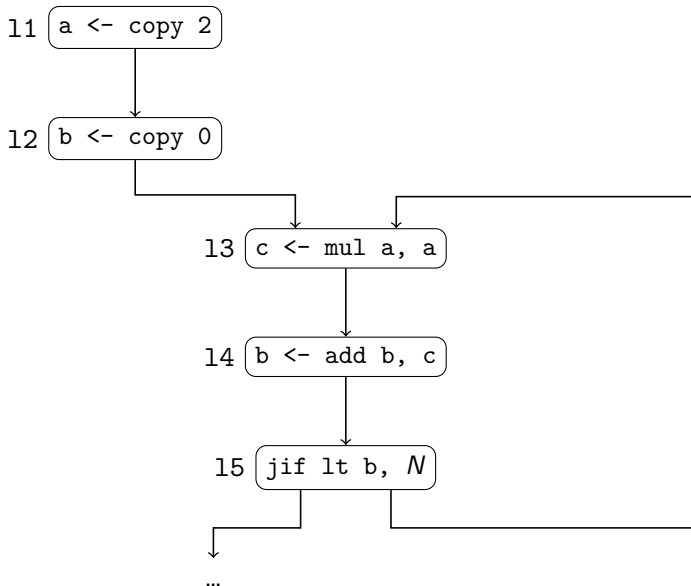 l1 a <- copy 2
l2 b <- copy 0
l3 c <- mul a, a
l4 b <- add b, c
l5 jif lt b, N
…